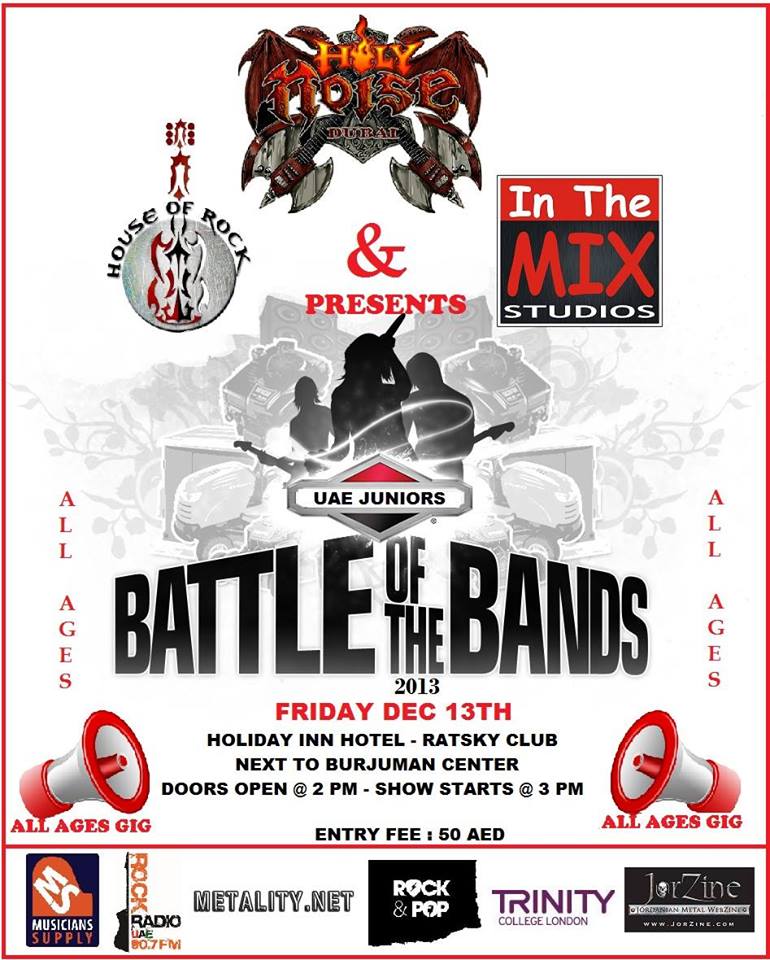 HOLY
NOISE
DUBAI
HOUSE OF ROCK
&
PRESENTS
In The
MIX
STUDIOS
UAE JUNIORS
®
BATTLE OF THE BANDS
2013
ALL AGES
ALL AGES
FRIDAY DEC 13TH
HOLIDAY INN HOTEL - RATSKY CLUB
NEXT TO BURJUMAN CENTER
DOORS OPEN @ 2 PM - SHOW STARTS @ 3 PM
ENTRY FEE : 50 AED
ALL AGES GIG
ALL AGES GIG
MS
MUSICIANS
SUPPLY
ROCK
RADIO
UAE
90.7FM
METALITY.NET
ROCK
& POP
TRINITY
COLLEGE LONDON
JorZine
JORDANIAN METAL WEBZINE
www.JorZine.com